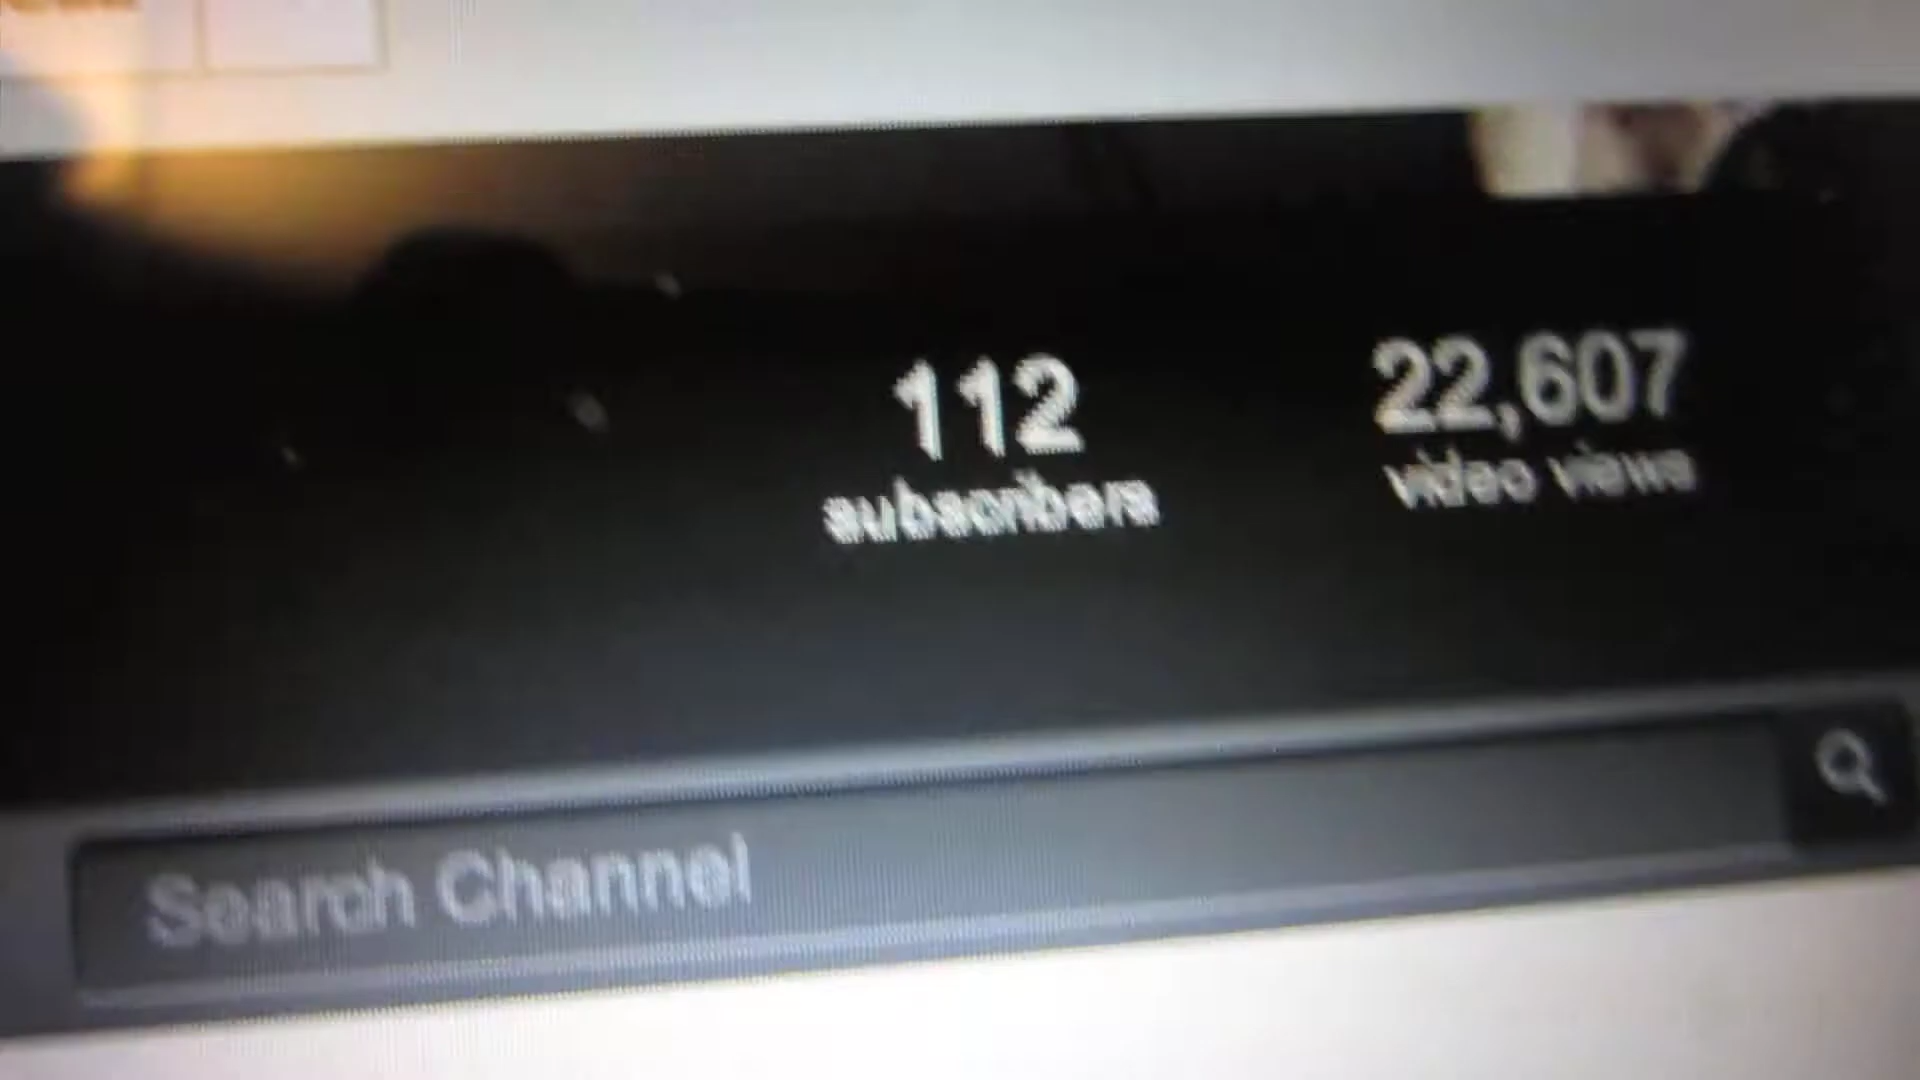 112
subscribers
22,607
video views
Search Channel